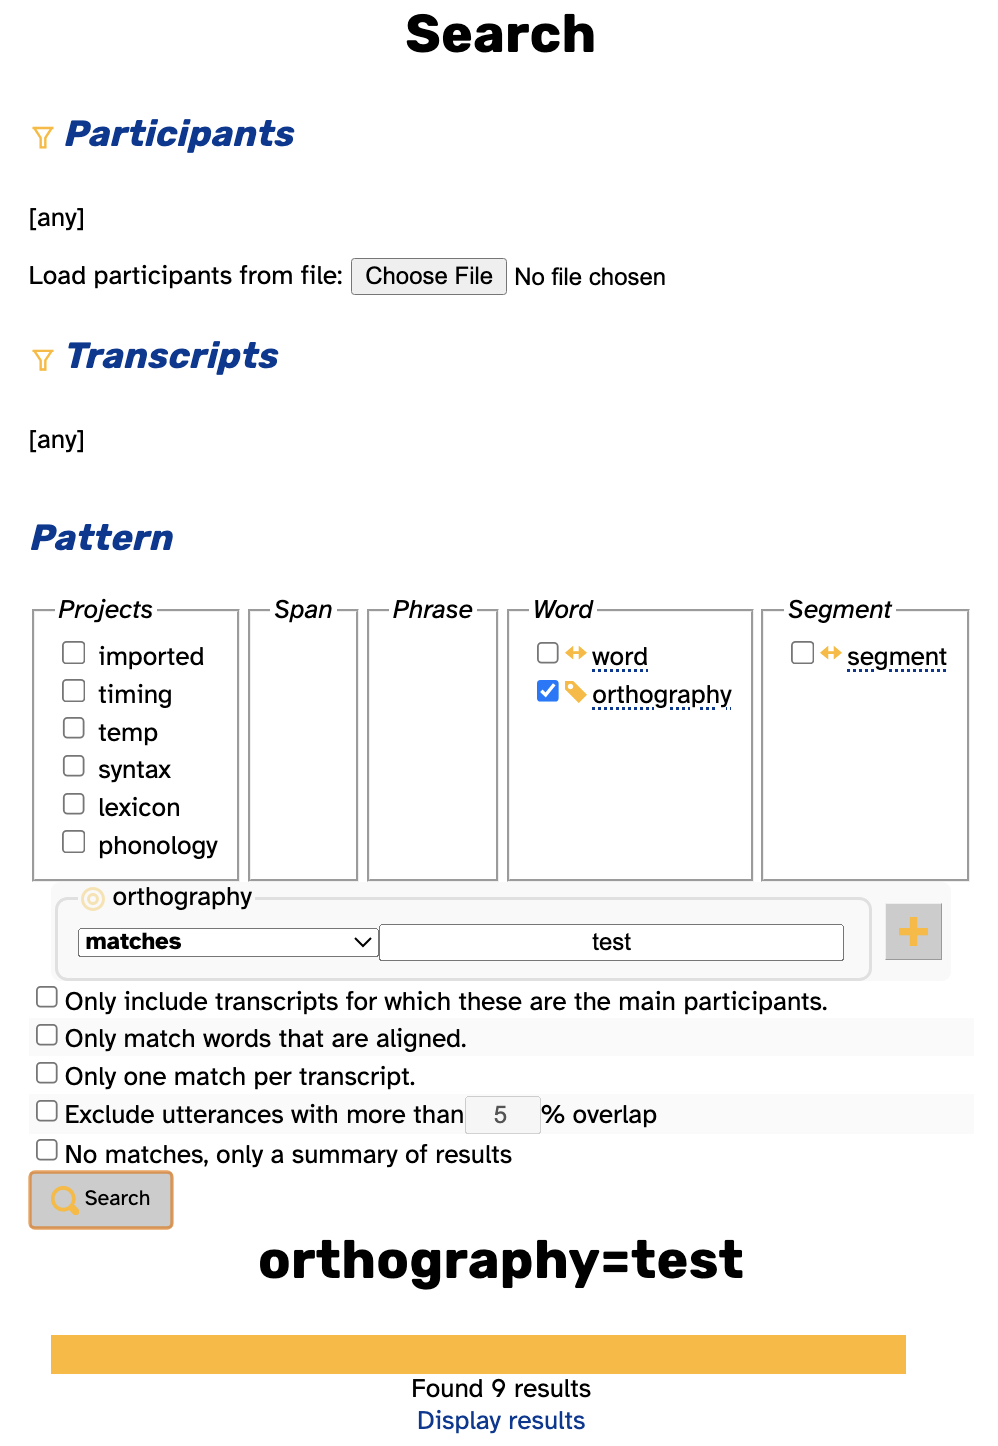 Search
Participants
[any]
Load participants from file: Choose File No file chosen
Transcripts
[any]
Pattern
Projects Span Phrase Word Segment
imported word segment
timing orthography
temp
syntax
lexicon
phonology
orthography
matches test
Only include transcripts for which these are the main participants.
Only match words that are aligned.
Only one match per transcript.
Exclude utterances with more than 5 % overlap
No matches, only a summary of results
Search
orthography=test
Found 9 results
Display results